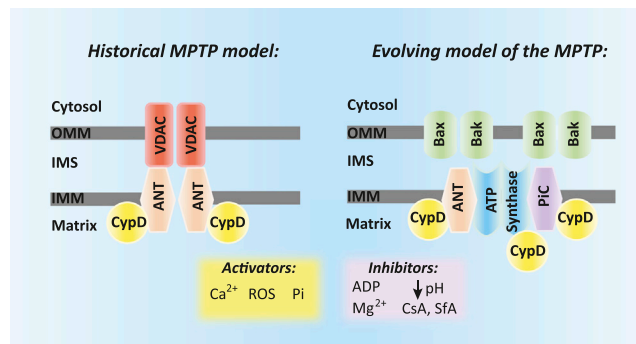 Historical MPTP model:
Evolving model of the MPTP:
Cytosol
OMM
IMS
IMM
Matrix
VDAC
VDAC
ANT
ANT
CypD
CypD
Cytosol
OMM
IMS
IMM
Matrix
Bax
Bak
Bax
Bak
CypD
ANT
ATP
Synthase
PiC
CypD
CypD
Activators:
Ca²⁺ ROS Pi
Inhibitors:
ADP ↓pH
Mg²⁺ CsA, SfA